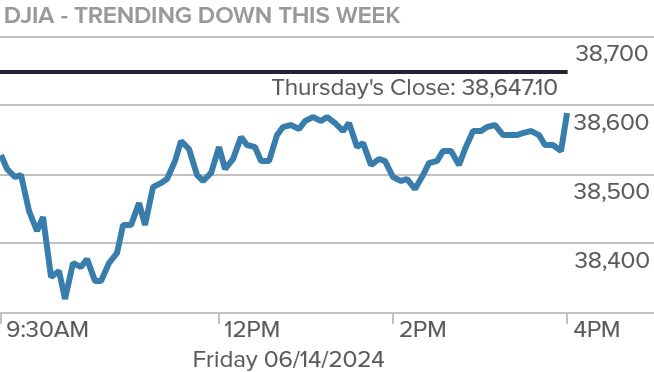 DJIA - TRENDING DOWN THIS WEEK
38,700
Thursday's Close: 38,647.10
38,600
38,500
38,400
9:30AM 12PM 2PM 4PM
Friday 06/14/2024